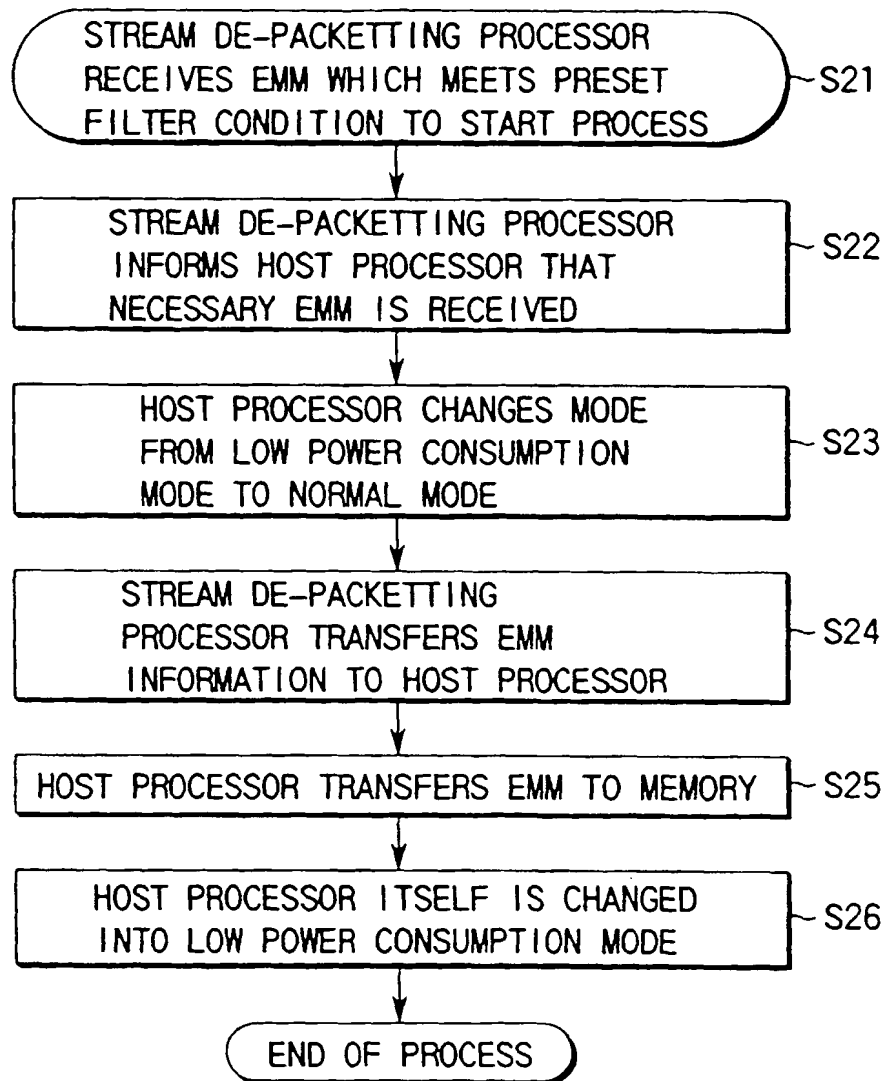 STREAM DE-PACKETTING PROCESSOR
RECEIVES EMM WHICH MEETS PRESET
FILTER CONDITION TO START PROCESS
S21
STREAM DE-PACKETTING PROCESSOR
INFORMS HOST PROCESSOR THAT
NECESSARY EMM IS RECEIVED
S22
HOST PROCESSOR CHANGES MODE
FROM LOW POWER CONSUMPTION
MODE TO NORMAL MODE
S23
STREAM DE-PACKETTING
PROCESSOR TRANSFERS EMM
INFORMATION TO HOST PROCESSOR
S24
HOST PROCESSOR TRANSFERS EMM TO MEMORY
S25
HOST PROCESSOR ITSELF IS CHANGED
INTO LOW POWER CONSUMPTION MODE
S26
END OF PROCESS